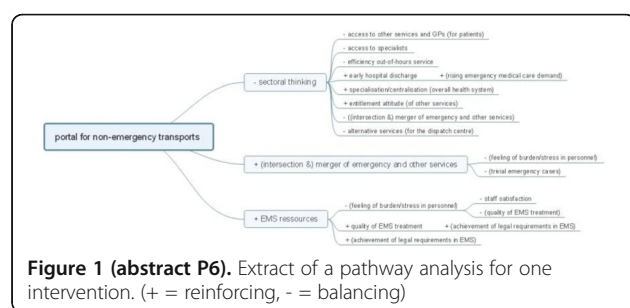 - access to other services and GPs (for patients)
- access to specialists
- efficiency out-of-hours service
- sectoral thinking
+ early hospital discharge + (rising emergency medical care demand)
+ specialisation/centralisation (overall health system)
+ entitlement attitude (of other services)
- ((intersection &) merger of emergency and other services)
- alternative services (for the dispatch centre)
portal for non-emergency transports
+ (intersection &) merger of emergency and other services
- (feeling of burden/stress in personnel)
- (trivial emergency cases)
+ EMS ressources
- (feeling of burden/stress in personnel)
- staff satisfaction
- (quality of EMS treatment)
+ quality of EMS treatment + (achievement of legal requirements in EMS)
+ (achievement of legal requirements in EMS)
Figure 1 (abstract P6). Extract of a pathway analysis for one
intervention. (+ = reinforcing, - = balancing)